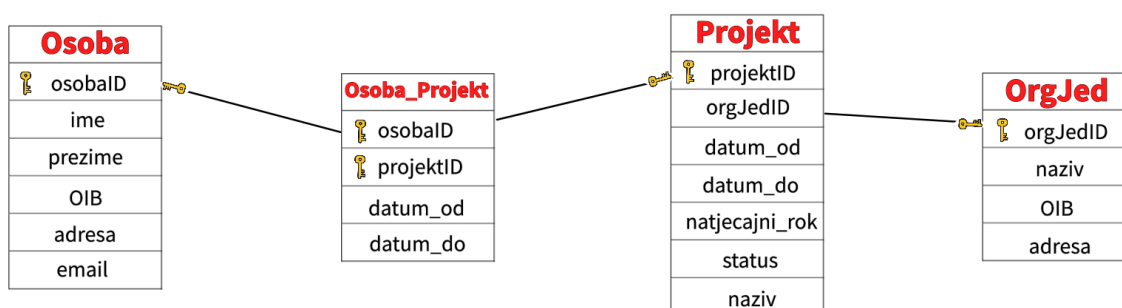 Osoba
osobaID
ime
prezime
OIB
adresa
email
Osoba_Projekt
osobaID
projektID
datum_od
datum_do
Projekt
projektID
orgJedID
datum_od
datum_do
natjecajni_rok
status
naziv
OrgJed
orgJedID
naziv
OIB
adresa